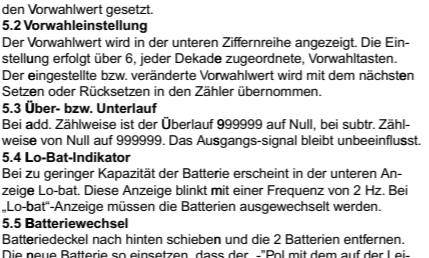 den Vorwahlwert gesetzt.
5.2 Vorwahleinstellung
Der Vorwahlwert wird in der unteren Ziffernreihe angezeigt. Die Ein-
stellung erfolgt über 6, jeder Dekade zugeordnete, Vorwahltasten.
Der eingestellte bzw. veränderte Vorwahlwert wird mit dem nächsten
Setzen oder Rücksetzen in den Zähler übernommen.
5.3 Über- bzw. Unterlauf
Bei add. Zählweise ist der Überlauf 999999 auf Null, bei subtr. Zähl-
weise von Null auf 999999. Das Ausgangs-signal bleibt unbeeinflusst.
5.4 Lo-Bat-Indikator
Bei zu geringer Kapazität der Batterie erscheint in der unteren An-
zeige Lo-bat. Diese Anzeige blinkt mit einer Frequenz von 2 Hz. Bei
„Lo-bat“-Anzeige müssen die Batterien ausgewechselt werden.
5.5 Batteriewechsel
Batteriedeckel nach hinten schieben und die 2 Batterien entfernen.
Die neue Batterie so einsetzen, dass der „-“Pol mit dem auf der Lei-